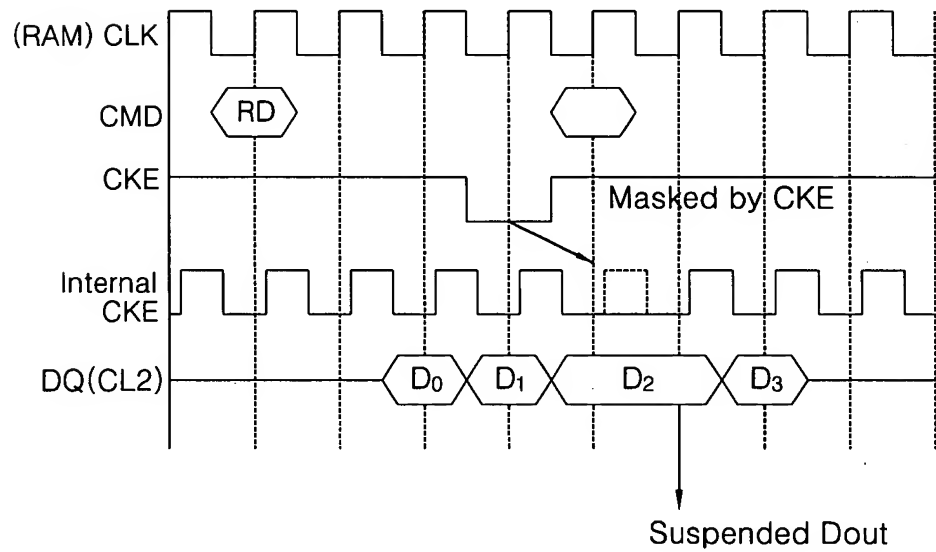 (RAM) CLK
CMD
RD
CKE
Masked by CKE
Internal
CKE
DQ(CL2)
D0
D1
D2
D3
Suspended Dout